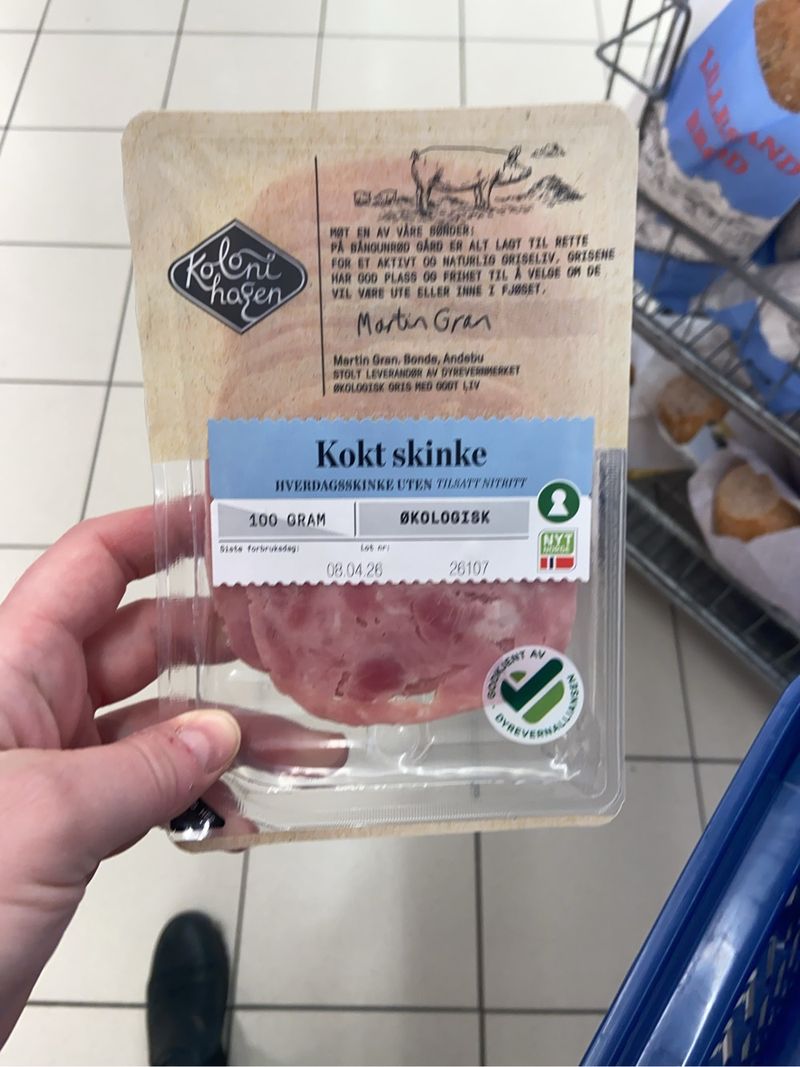 Kolonihagen
MØT EN AV VÅRE BØNDER:
PÅ BÅNGUNRØD GÅRD ER ALT LAGT TIL RETTE
FOR ET AKTIVT OG NATURLIG GRISELIV. GRISENE
HAR GOD PLASS OG FRIHET TIL Å VELGE OM DE
VIL VÆRE UTE ELLER INNE I FJØSET.
Martin Gran
Martin Gran, Bonde, Andebu
STOLT LEVERANDØR AV DYREVERNMERKET
ØKOLOGISK GRIS MED GODT LIV
Kokt skinke
HVERDAGSSKINKE UTEN TILSATT NITRITT
100 GRAM
ØKOLOGISK
Siste forbruksdag:
Lot nr:
08.04.26
26107
NYT
NORGE
GODKJENT AV
DYREVERNALLIANSEN
LILLESAND
BRØD